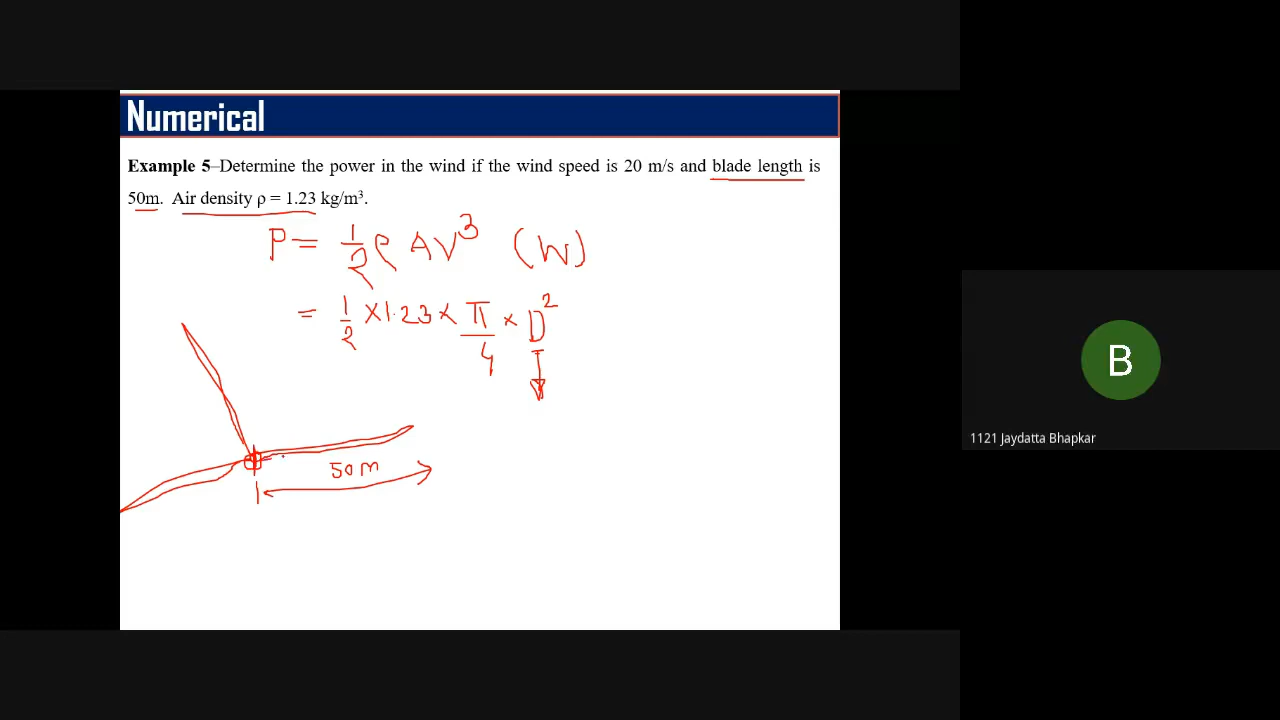 Numerical
Example 5–Determine the power in the wind if the wind speed is 20 m/s and blade length is
50m. Air density ρ = 1.23 kg/m³.
P = 1/2 ρ A V³ (W)
= 1/2 × 1.23 × π/4 × D²
50m
B
1121 Jaydatta Bhapkar